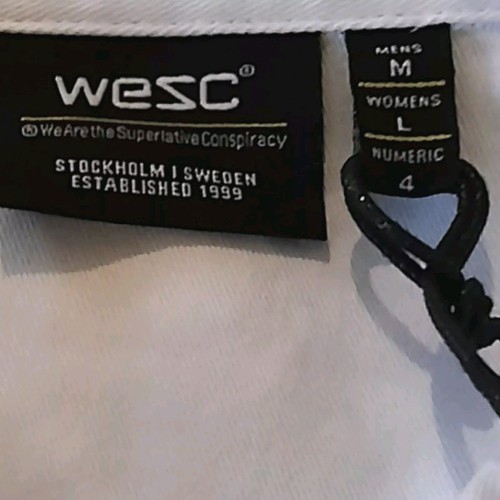 wesc®
® WeAretheSuperlativeConspiracy
STOCKHOLM I SWEDEN
ESTABLISHED 1999
MENS
M
WOMENS
L
NUMERIC
4